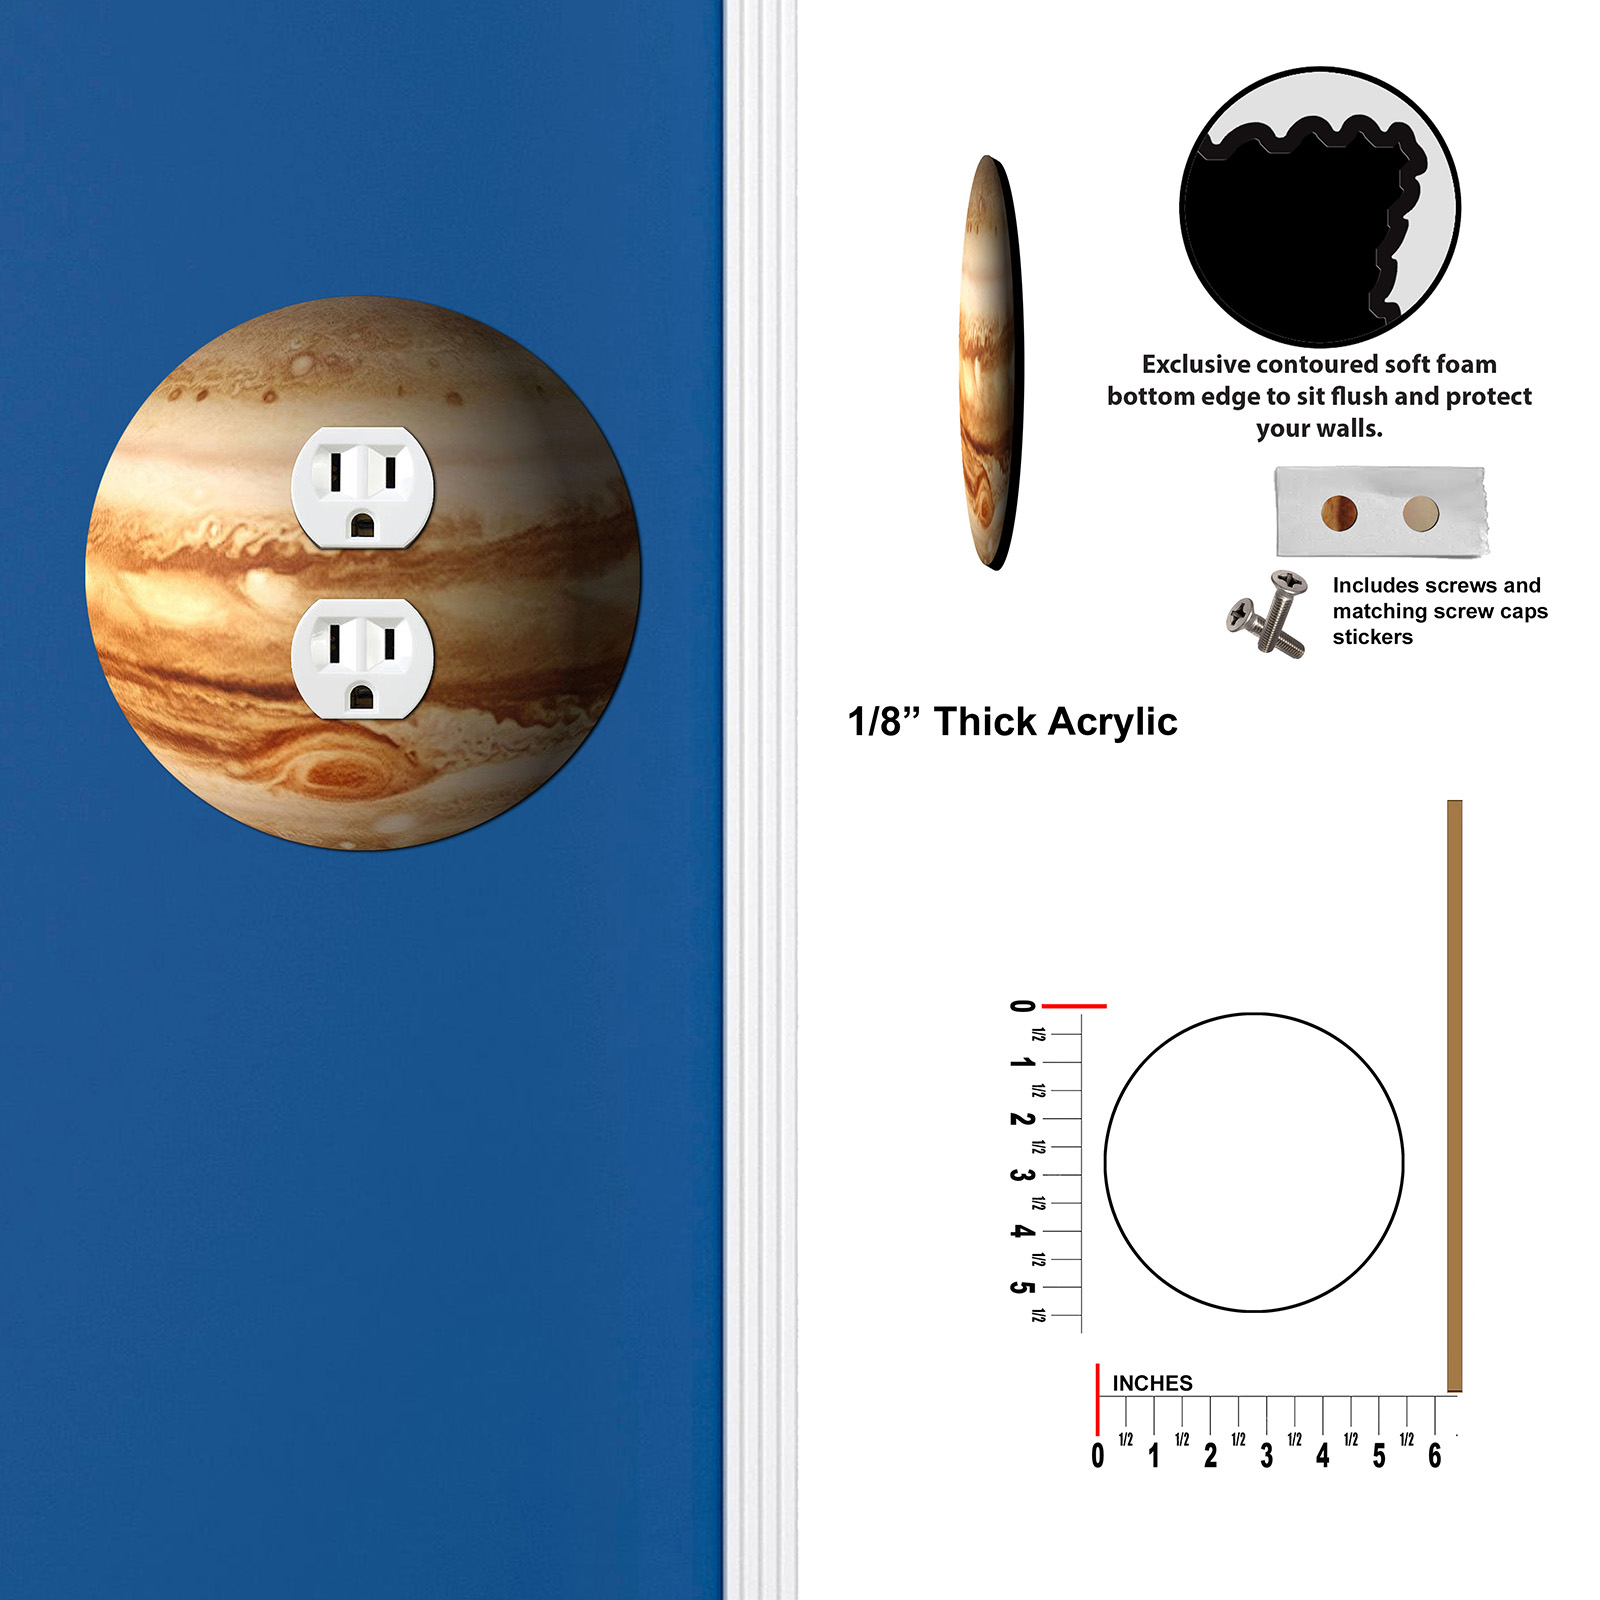 Exclusive contoured soft foam
bottom edge to sit flush and protect
your walls.
Includes screws and
matching screw caps
stickers
1/8” Thick Acrylic
0
1/2
1
1/2
2
1/2
3
1/2
4
1/2
5
1/2
INCHES
0 1/2 1 1/2 2 1/2 3 1/2 4 1/2 5 1/2 6